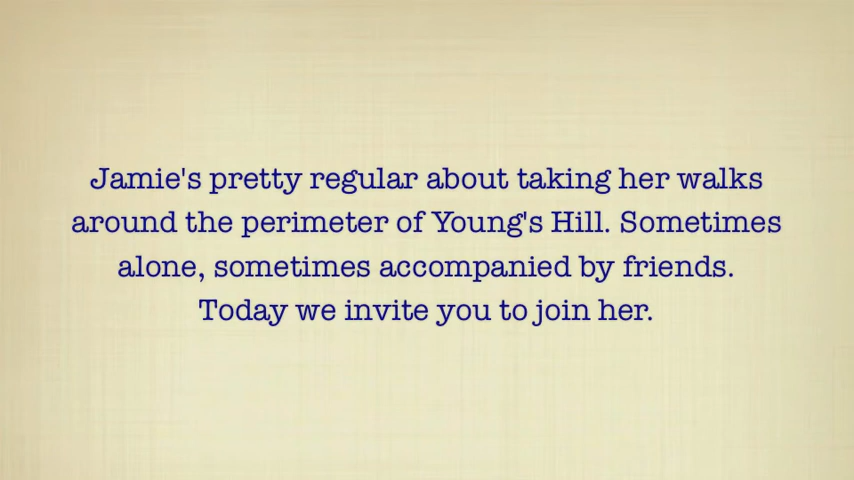 Jamie's pretty regular about taking her walks
around the perimeter of Young's Hill. Sometimes
alone, sometimes accompanied by friends.
Today we invite you to join her.